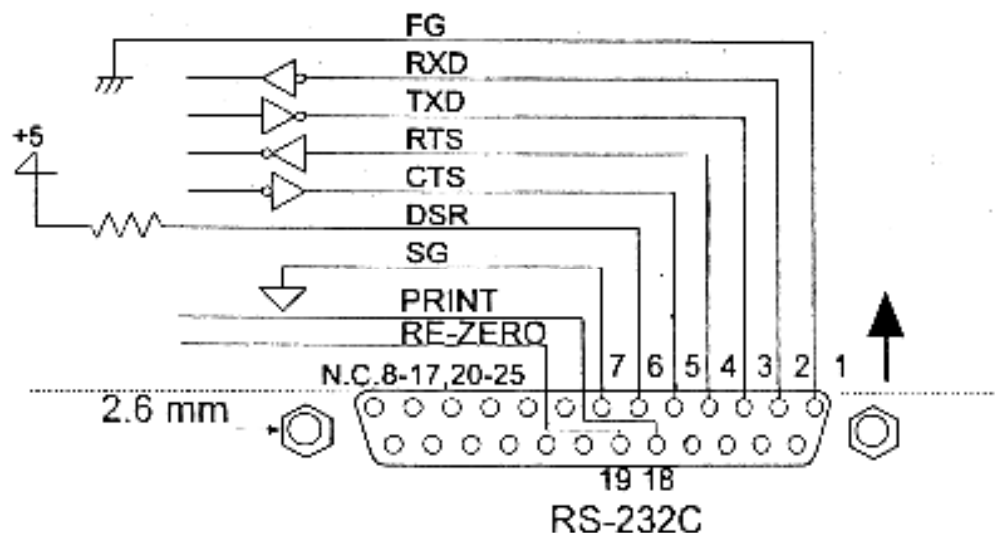 FG
RXD
TXD
+5
RTS
CTS
DSR
SG
PRINT
RE-ZERO
7 6 5 4 3 2 1
N.C.8-17,20-25
2.6 mm
19 18
RS-232C